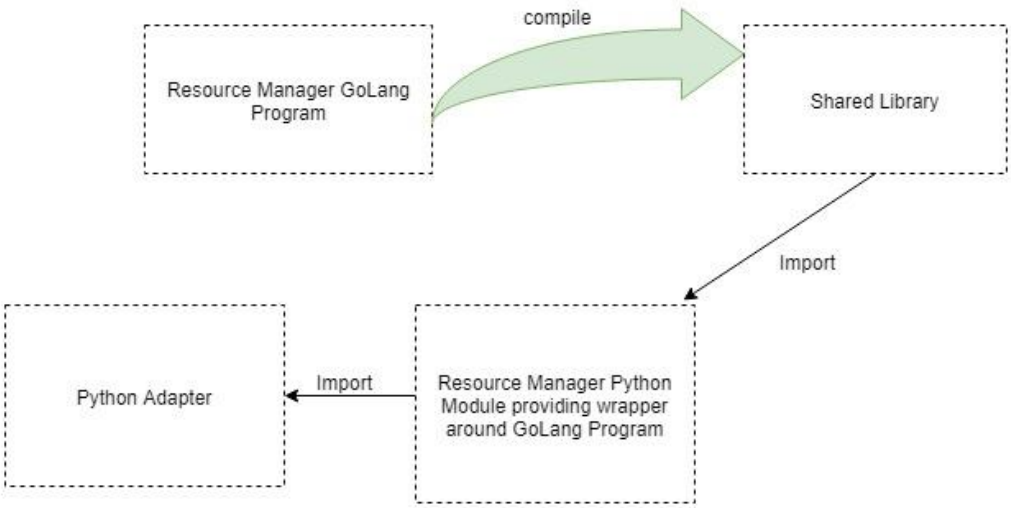 compile
Resource Manager GoLang
Program
Shared Library
Import
Python Adapter
Import
Resource Manager Python
Module providing wrapper
around GoLang Program